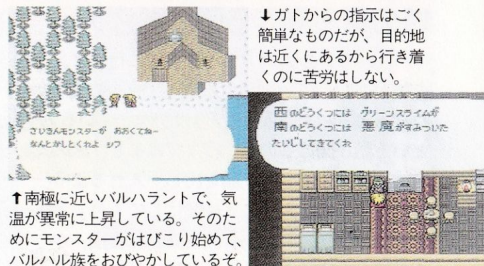 ⬇ガトからの指示はごく
簡単なものだが、目的地
は近くにあるから行き着
くのに苦労はしない。
さいきんモンスターが おおくてねー
なんとかしとくれよ シフ
西のどうくつには グリーンスライムが
南のどうくつには 悪魔がすみついた
たいじしてきてくれ
⬆南極に近いバルハラントで、気
温が異常に上昇している。そのた
めにモンスターがはびこり始めて、
バルハル族をおびやかしているぞ。